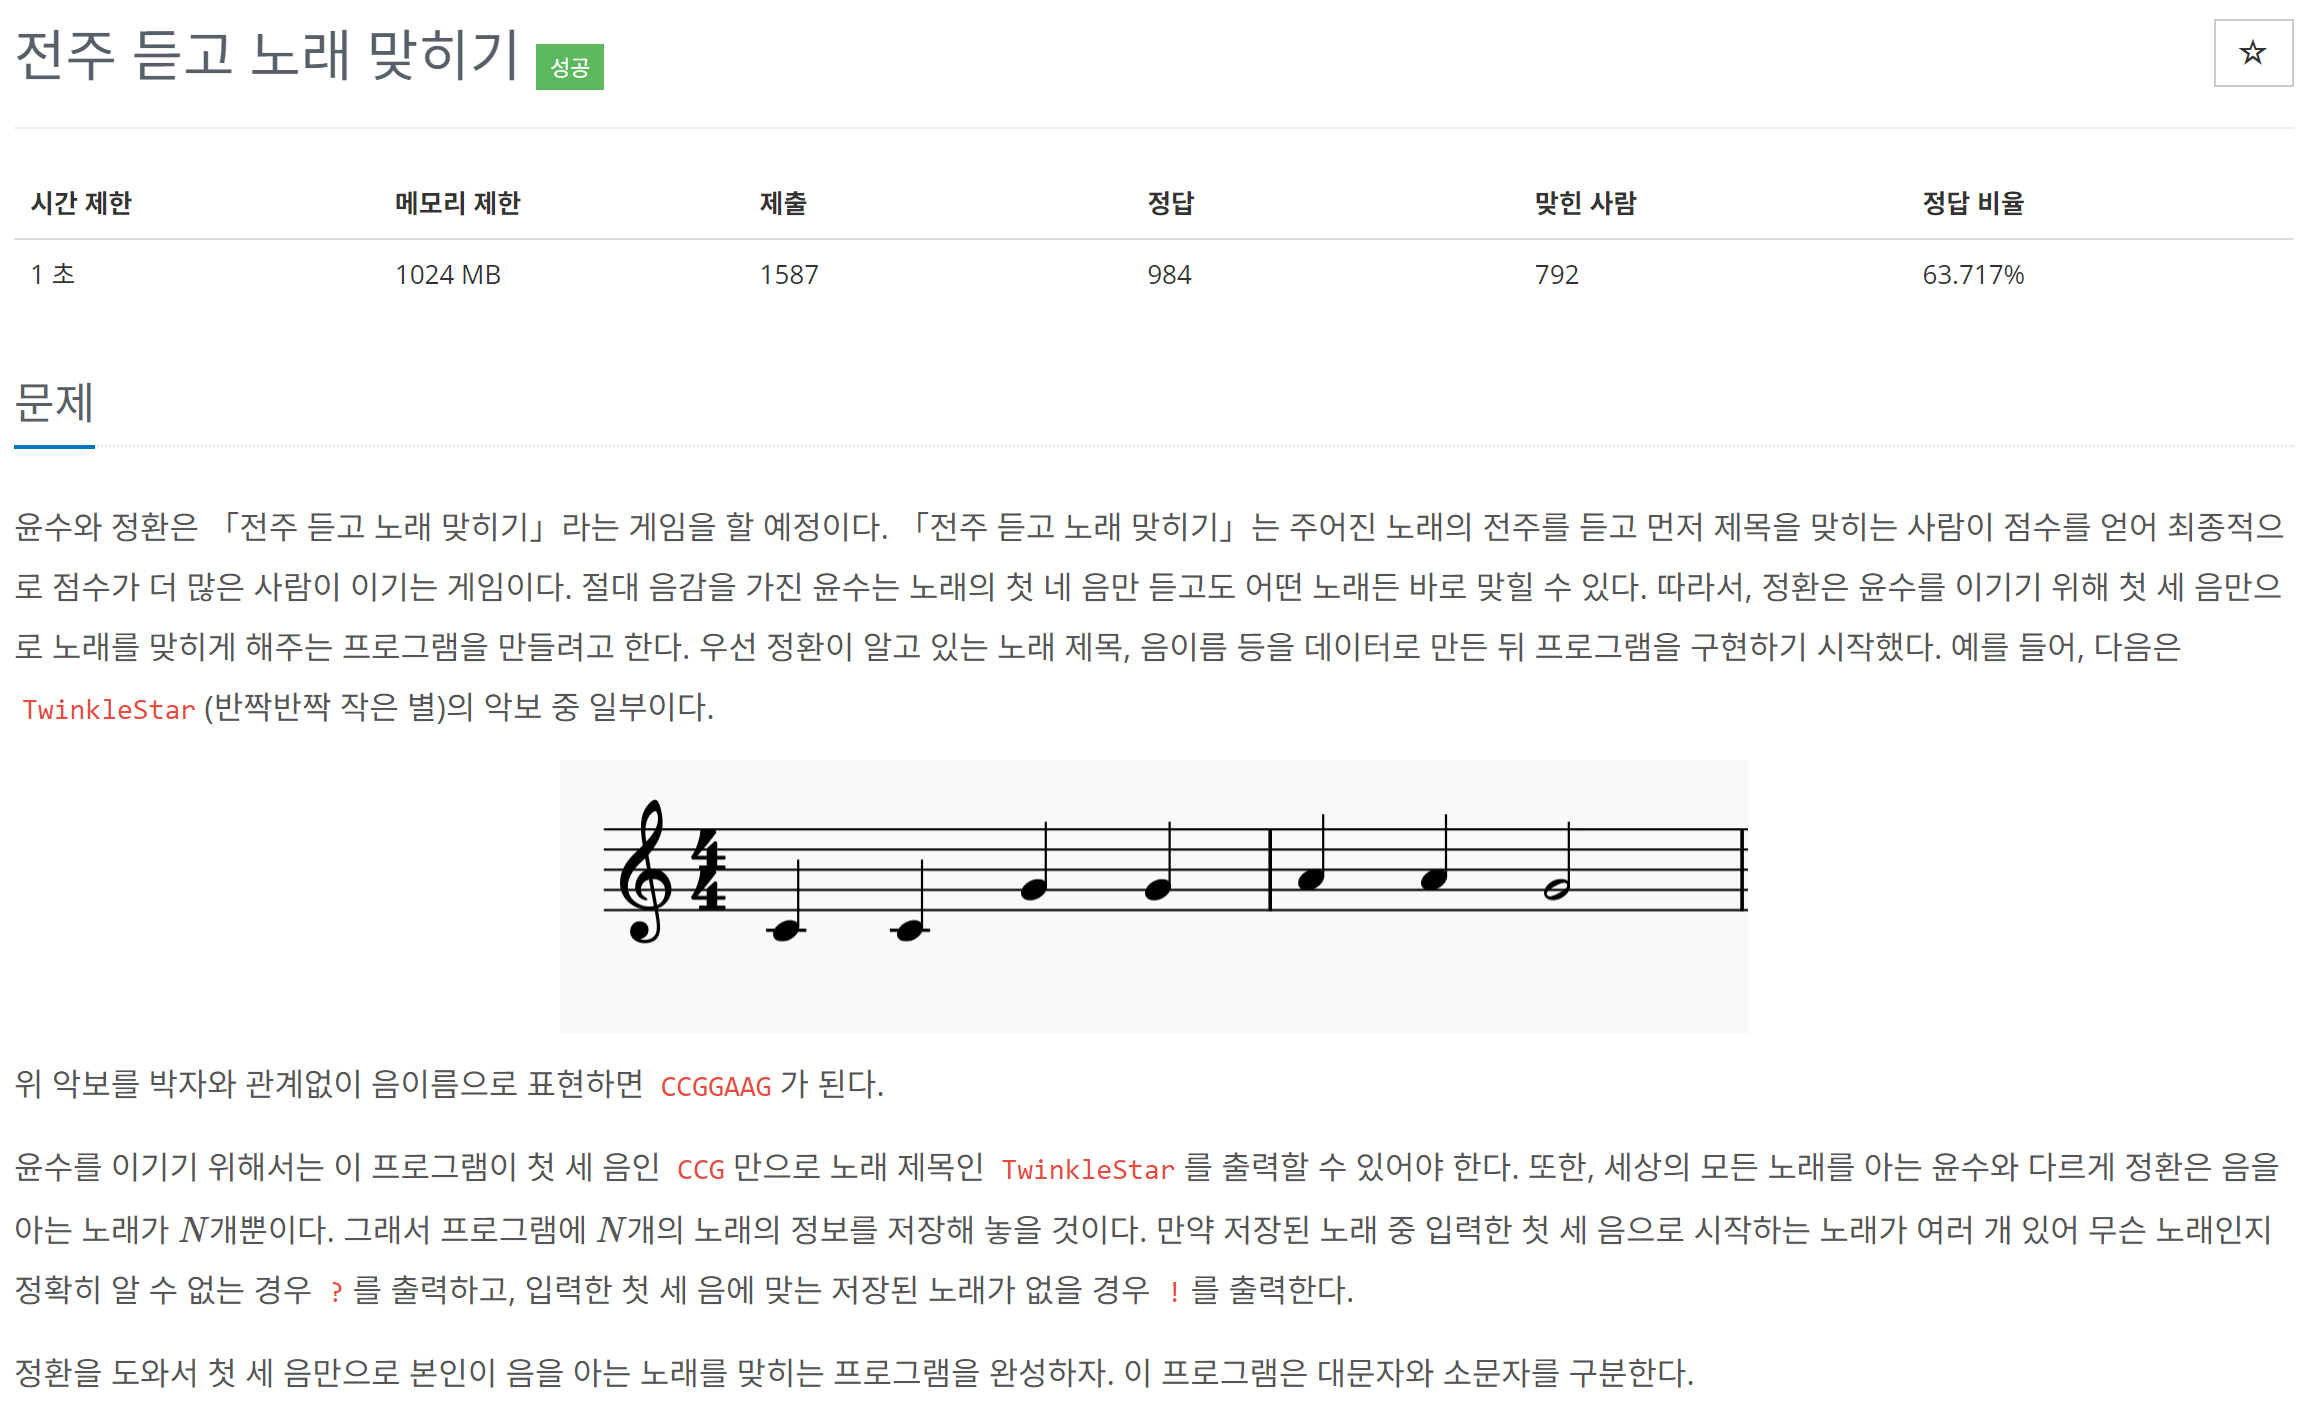 전주 듣고 노래 맞히기 성공
☆
시간 제한 메모리 제한 제출 정답 맞힌 사람 정답 비율
1 초 1024 MB 1587 984 792 63.717%
문제
윤수와 정환은 「전주 듣고 노래 맞히기」라는 게임을 할 예정이다. 「전주 듣고 노래 맞히기」는 주어진 노래의 전주를 듣고 먼저 제목을 맞히는 사람이 점수를 얻어 최종적으
로 점수가 더 많은 사람이 이기는 게임이다. 절대 음감을 가진 윤수는 노래의 첫 네 음만 듣고도 어떤 노래든 바로 맞힐 수 있다. 따라서, 정환은 윤수를 이기기 위해 첫 세 음만으
로 노래를 맞히게 해주는 프로그램을 만들려고 한다. 우선 정환이 알고 있는 노래 제목, 음이름 등을 데이터로 만든 뒤 프로그램을 구현하기 시작했다. 예를 들어, 다음은
TwinkleStar (반짝반짝 작은 별)의 악보 중 일부이다.
4
4
위 악보를 박자와 관계없이 음이름으로 표현하면 CCGGAAG 가 된다.
윤수를 이기기 위해서는 이 프로그램이 첫 세 음인 CCG 만으로 노래 제목인 TwinkleStar 를 출력할 수 있어야 한다. 또한, 세상의 모든 노래를 아는 윤수와 다르게 정환은 음을
아는 노래가 N개뿐이다. 그래서 프로그램에 N개의 노래의 정보를 저장해 놓을 것이다. 만약 저장된 노래 중 입력한 첫 세 음으로 시작하는 노래가 여러 개 있어 무슨 노래인지
정확히 알 수 없는 경우 ? 를 출력하고, 입력한 첫 세 음에 맞는 저장된 노래가 없을 경우 ! 를 출력한다.
정환을 도와서 첫 세 음만으로 본인이 음을 아는 노래를 맞히는 프로그램을 완성하자. 이 프로그램은 대문자와 소문자를 구분한다.